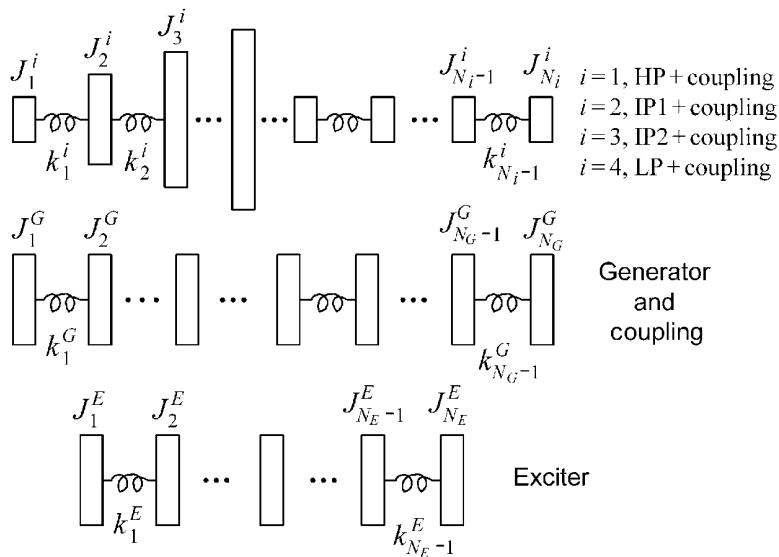 J_1^i J_2^i J_3^i ... ... ... J_{N_i-1}^i J_{N_i}^i
k_1^i k_2^i k_{N_i-1}^i
i = 1, HP + coupling
i = 2, IP1 + coupling
i = 3, IP2 + coupling
i = 4, LP + coupling
J_1^G J_2^G ... ... ... J_{N_G-1}^G J_{N_G}^G
k_1^G k_{N_G-1}^G
Generator
and
coupling
J_1^E J_2^E ... ... J_{N_E-1}^E J_{N_E}^E
k_1^E k_{N_E-1}^E
Exciter